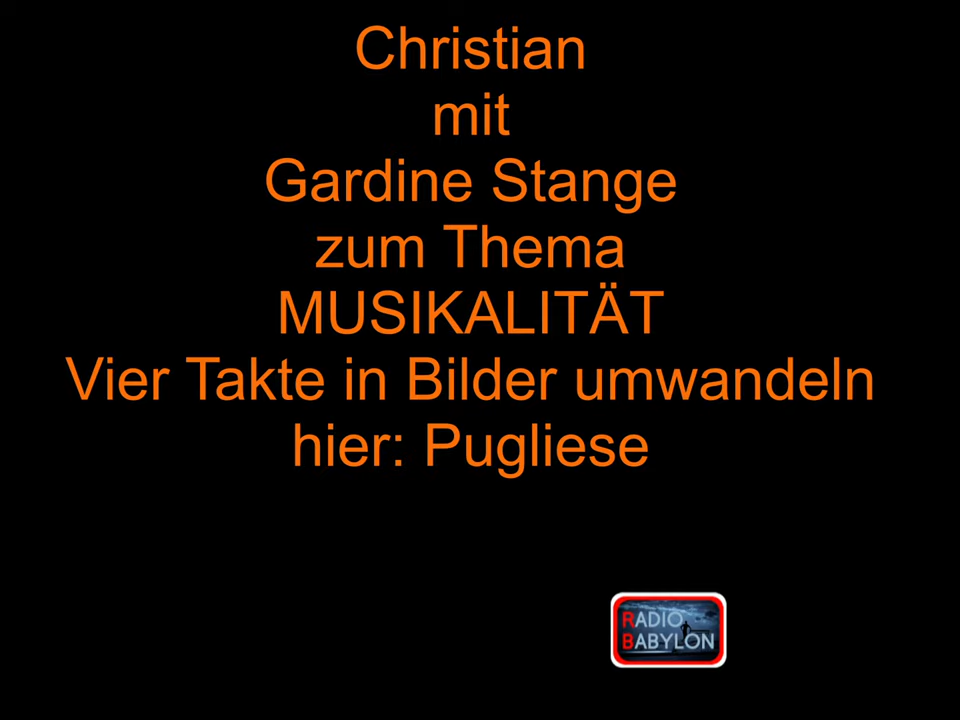 Christian
mit
Gardine Stange
zum Thema
MUSIKALITÄT
Vier Takte in Bilder umwandeln
hier: Pugliese
RADIO
BABYLON